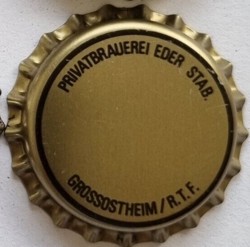 PRIVATBRAUEREI EDER STAB.
GROSSOSTHEIM / R.T.F.